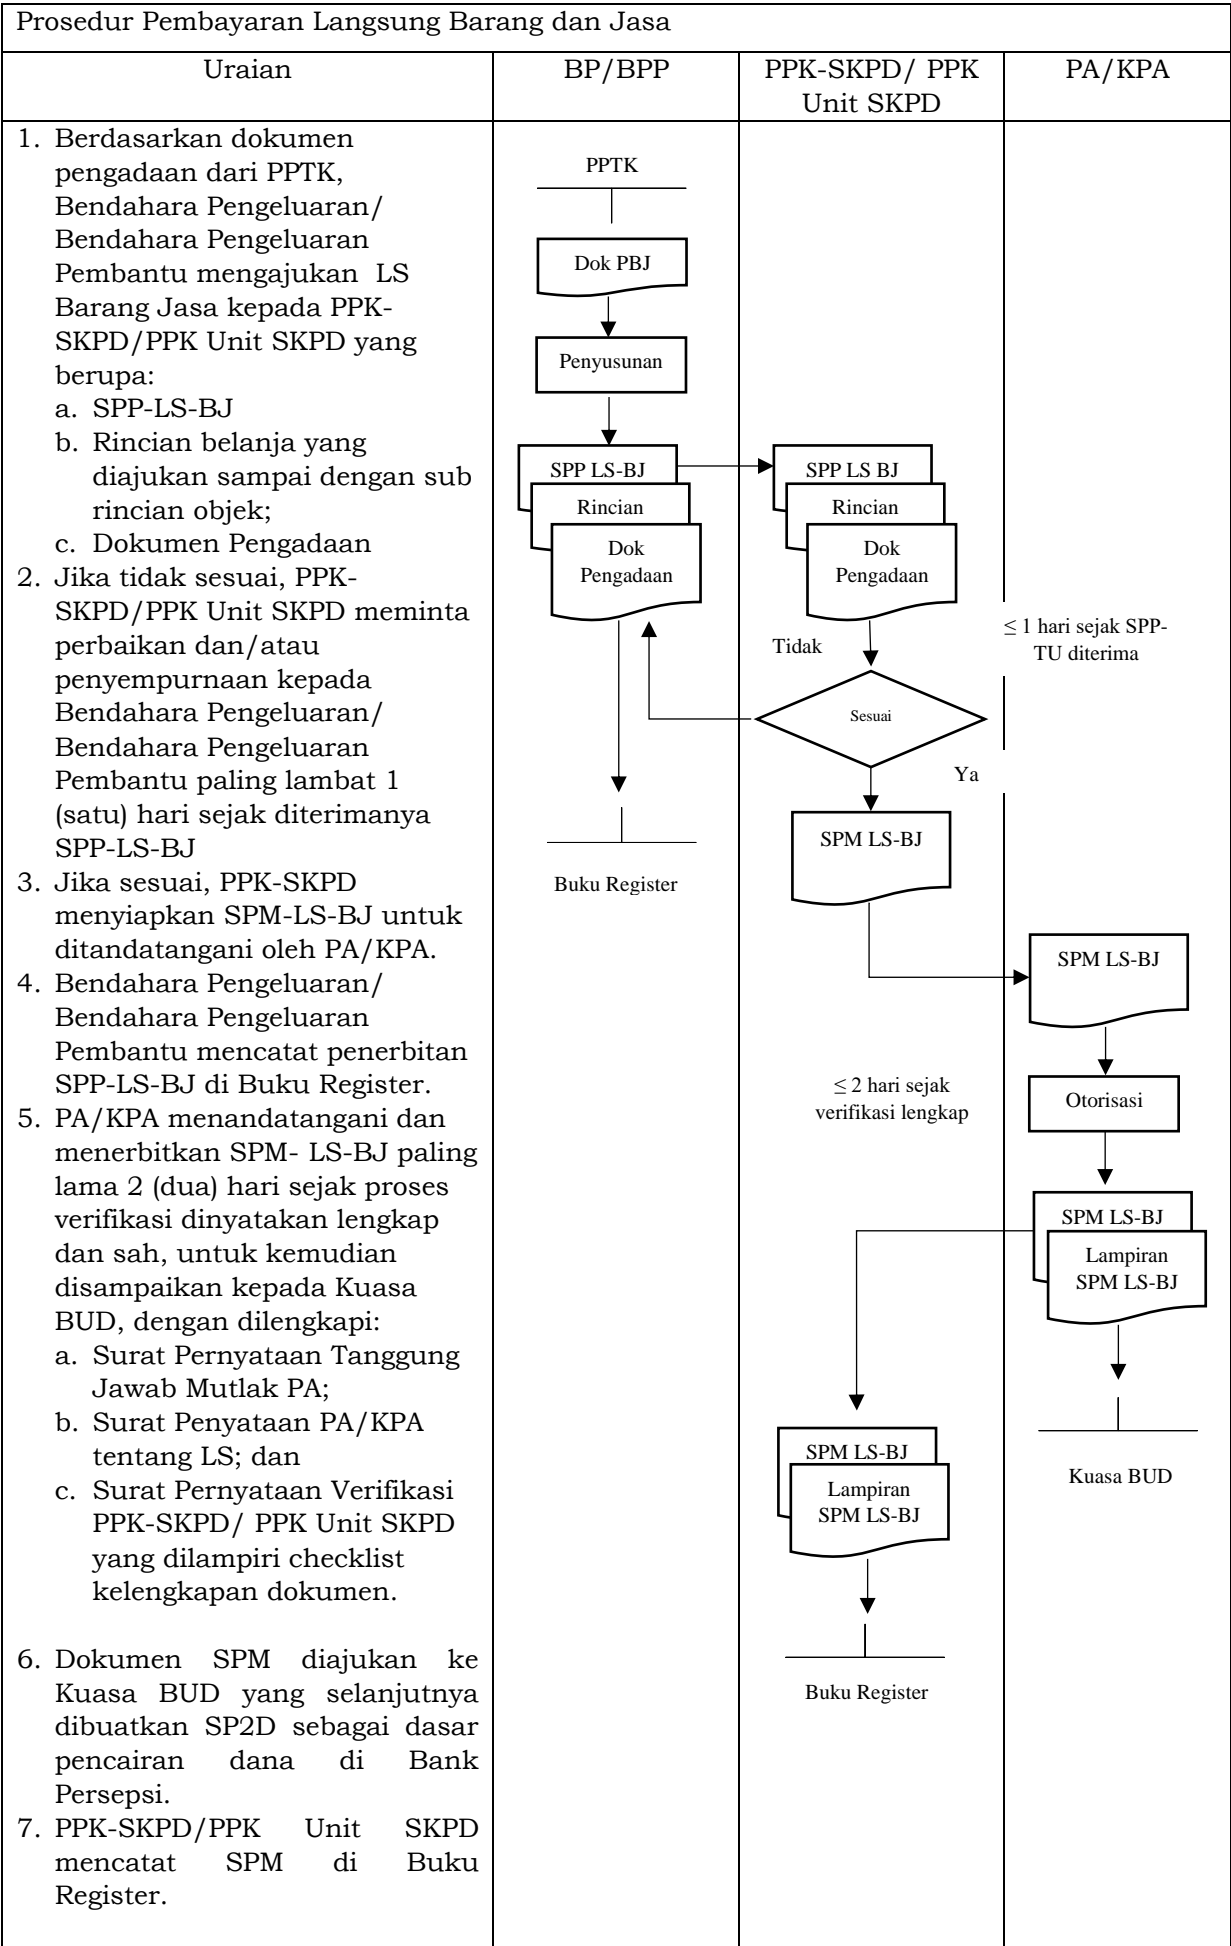 Prosedur Pembayaran Langsung Barang dan Jasa
Uraian
BP/BPP
PPK-SKPD/ PPK
Unit SKPD
PA/KPA
1. Berdasarkan dokumen
pengadaan dari PPTK,
Bendahara Pengeluaran/
Bendahara Pengeluaran
Pembantu mengajukan LS
Barang Jasa kepada PPK-
SKPD/PPK Unit SKPD yang
berupa:
a. SPP-LS-BJ
b. Rincian belanja yang
diajukan sampai dengan sub
rincian objek;
c. Dokumen Pengadaan
2. Jika tidak sesuai, PPK-
SKPD/PPK Unit SKPD meminta
perbaikan dan/atau
penyempurnaan kepada
Bendahara Pengeluaran/
Bendahara Pengeluaran
Pembantu paling lambat 1
(satu) hari sejak diterimanya
SPP-LS-BJ
3. Jika sesuai, PPK-SKPD
menyiapkan SPM-LS-BJ untuk
ditandatangani oleh PA/KPA.
4. Bendahara Pengeluaran/
Bendahara Pengeluaran
Pembantu mencatat penerbitan
SPP-LS-BJ di Buku Register.
5. PA/KPA menandatangani dan
menerbitkan SPM- LS-BJ paling
lama 2 (dua) hari sejak proses
verifikasi dinyatakan lengkap
dan sah, untuk kemudian
disampaikan kepada Kuasa
BUD, dengan dilengkapi:
a. Surat Pernyataan Tanggung
Jawab Mutlak PA;
b. Surat Penyataan PA/KPA
tentang LS; dan
c. Surat Pernyataan Verifikasi
PPK-SKPD/ PPK Unit SKPD
yang dilampiri checklist
kelengkapan dokumen.
6. Dokumen SPM diajukan ke
Kuasa BUD yang selanjutnya
dibuatkan SP2D sebagai dasar
pencairan dana di Bank
Persepsi.
7. PPK-SKPD/PPK Unit SKPD
mencatat SPM di Buku
Register.
PPTK
Dok PBJ
Penyusunan
SPP LS-BJ
Rincian
Dok
Pengadaan
Buku Register
SPP LS BJ
Rincian
Dok
Pengadaan
Tidak
Sesuai
Ya
SPM LS-BJ
≤ 2 hari sejak
verifikasi lengkap
SPM LS-BJ
Lampiran
SPM LS-BJ
Buku Register
≤ 1 hari sejak SPP-
TU diterima
SPM LS-BJ
Otorisasi
SPM LS-BJ
Lampiran
SPM LS-BJ
Kuasa BUD